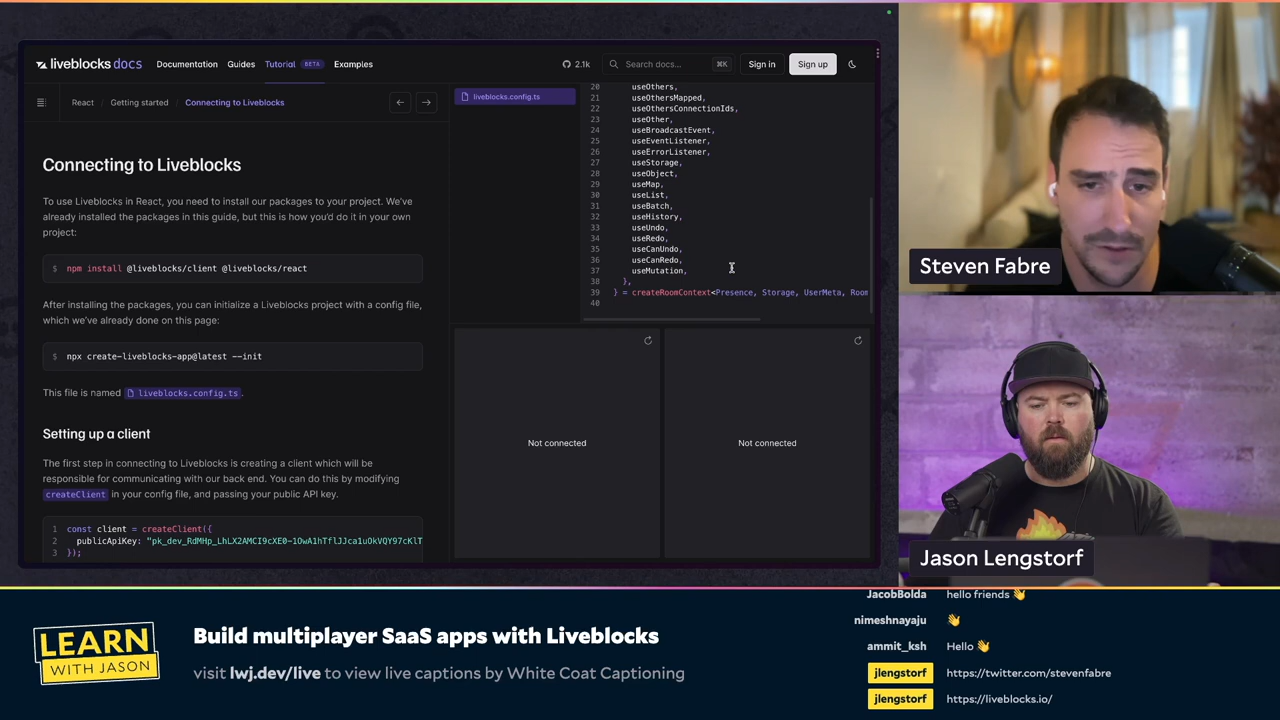 liveblocks docs
Documentation
Guides
Tutorial BETA
Examples
2.1k
Search docs... ⌘K
Sign in
Sign up
React
Getting started
Connecting to Liveblocks
← →
Connecting to Liveblocks
To use Liveblocks in React, you need to install our packages to your project. We've
already installed the packages in this guide, but this is how you'd do it in your own
project:
$ npm install @liveblocks/client @liveblocks/react
After installing the packages, you can initialize a Liveblocks project with a config file,
which we've already done on this page:
$ npx create-liveblocks-app@latest --init
This file is named liveblocks.config.ts.
Setting up a client
The first step in connecting to Liveblocks is creating a client which will be
responsible for communicating with our back end. You can do this by modifying
createClient in your config file, and passing your public API key.
1 const client = createClient({
2 publicApiKey: "pk_dev_RdMHp_LhLX2AMCI9cXE0-1OwA1hTflJJca1uOkVQY97cKlT
3 });
liveblocks.config.ts
20 useOthers,
21 useOthersMapped,
22 useOthersConnectionIds,
23 useOther,
24 useBroadcastEvent,
25 useEventListener,
26 useErrorListener,
27 useStorage,
28 useObject,
29 useMap,
30 useList,
31 useBatch,
32 useHistory,
33 useUndo,
34 useRedo,
35 useCanUndo,
36 useCanRedo,
37 useMutation,
38 },
39 } = createRoomContext<Presence, Storage, UserMeta, Room
40
Not connected
Not connected
Steven Fabre
Jason Lengstorf
LEARN
WITH JASON
Build multiplayer SaaS apps with Liveblocks
visit lwj.dev/live to view live captions by White Coat Captioning
JacobBolda hello friends 👋
nimeshnayaju 👋
ammit_ksh Hello 👋
jlengstorf https://twitter.com/stevenfabre
jlengstorf https://liveblocks.io/